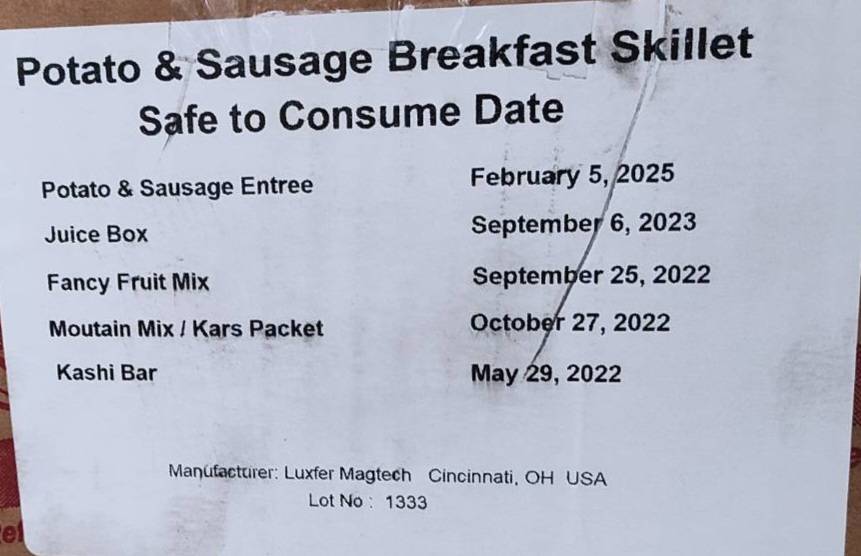 Potato & Sausage Breakfast Skillet
Safe to Consume Date
Potato & Sausage Entree February 5, 2025
Juice Box September 6, 2023
Fancy Fruit Mix September 25, 2022
Moutain Mix / Kars Packet October 27, 2022
Kashi Bar May 29, 2022
Manufacturer: Luxfer Magtech Cincinnati, OH USA
Lot No : 1333